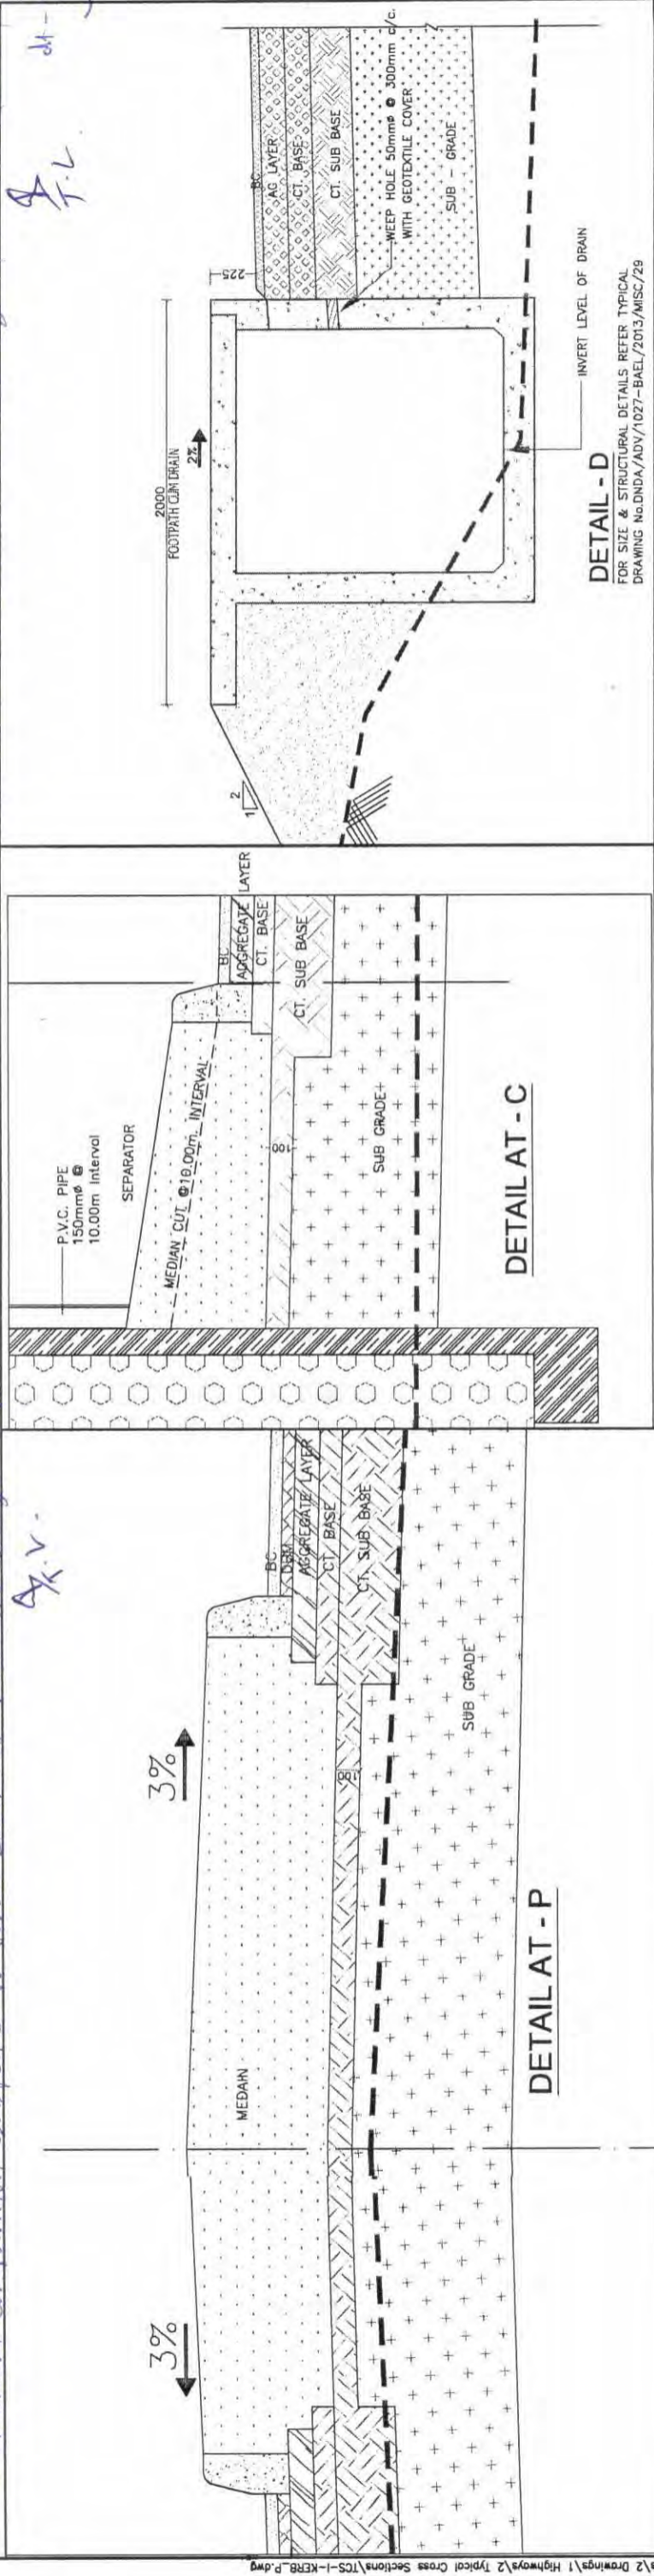 3%
3%
MEDAIN
BC
DBM
AGGREGATE LAYER
CT. BASE
CT. SUB BASE
100
SUB GRADE
DETAIL AT - P
P.V.C. PIPE
150mmø @
10.00m Interval
SEPARATOR
MEDIAN CUT @10.00m. INTERVAL
BC
AGGREGATE LAYER
CT. BASE
CT. SUB BASE
100
SUB GRADE
DETAIL AT - C
2000
FOOTPATH CUM DRAIN
2%
225
1
2
BC
AG LAYER
CT. BASE
CT. SUB BASE
WEEP HOLE 50mmø @ 300mm c/c.
WITH GEOTEXTILE COVER
SUB - GRADE
INVERT LEVEL OF DRAIN
DETAIL - D
FOR SIZE & STRUCTURAL DETAILS REFER TYPICAL
DRAWING No.DNDA/ADV/1027-BAEL/2013/MISC/29
s\2 Drawings\1 Highways\2 Typical Cross Sections\TCS-I-KERB_P.dwg